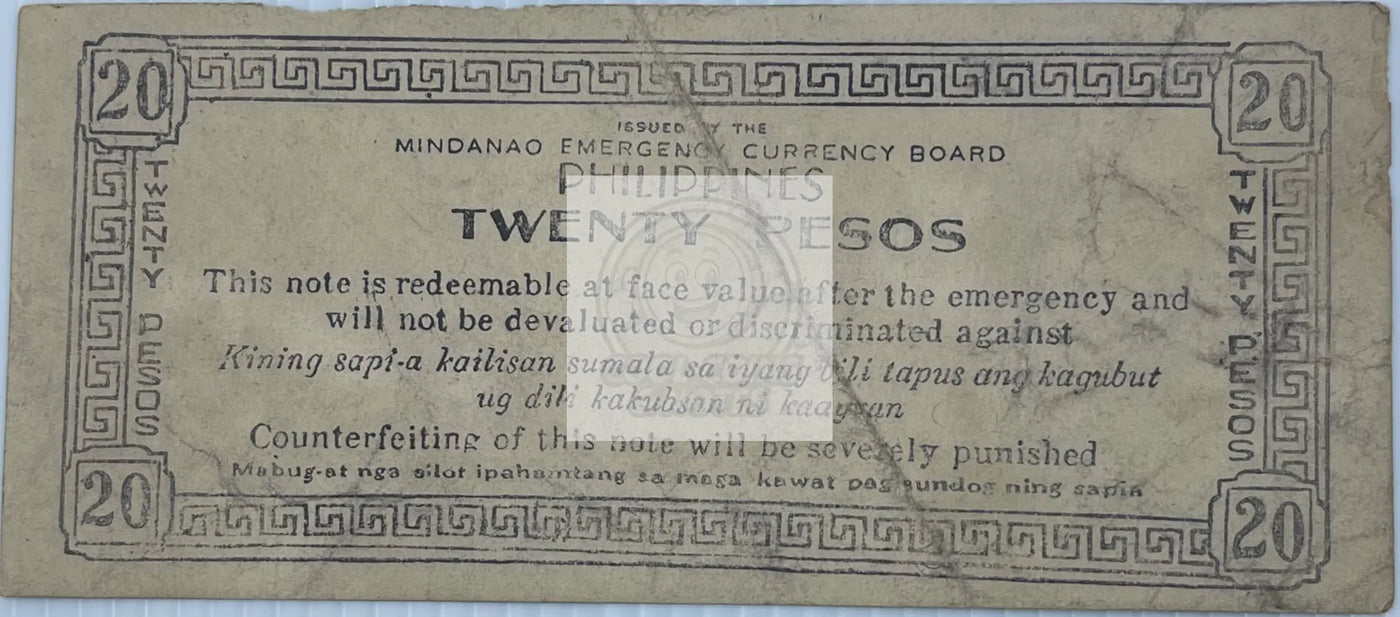 20 20
ISSUED BY THE
MINDANAO EMERGENCY CURRENCY BOARD
PHILIPPINES
TWENTY PESOS
This note is redeemable at face value after the emergency and
will not be devaluated or discriminated against
Kining sapi-a kailisan sumala sa iyang bili tapus ang kagubut
ug dili kakubsan ni kaayran
Counterfeiting of this note will be severely punished
Mabug-at nga silot ipahamtang sa maga kawat pag sundog ning sapia
TWENTY PESOS
TWENTY PESOS
20 20